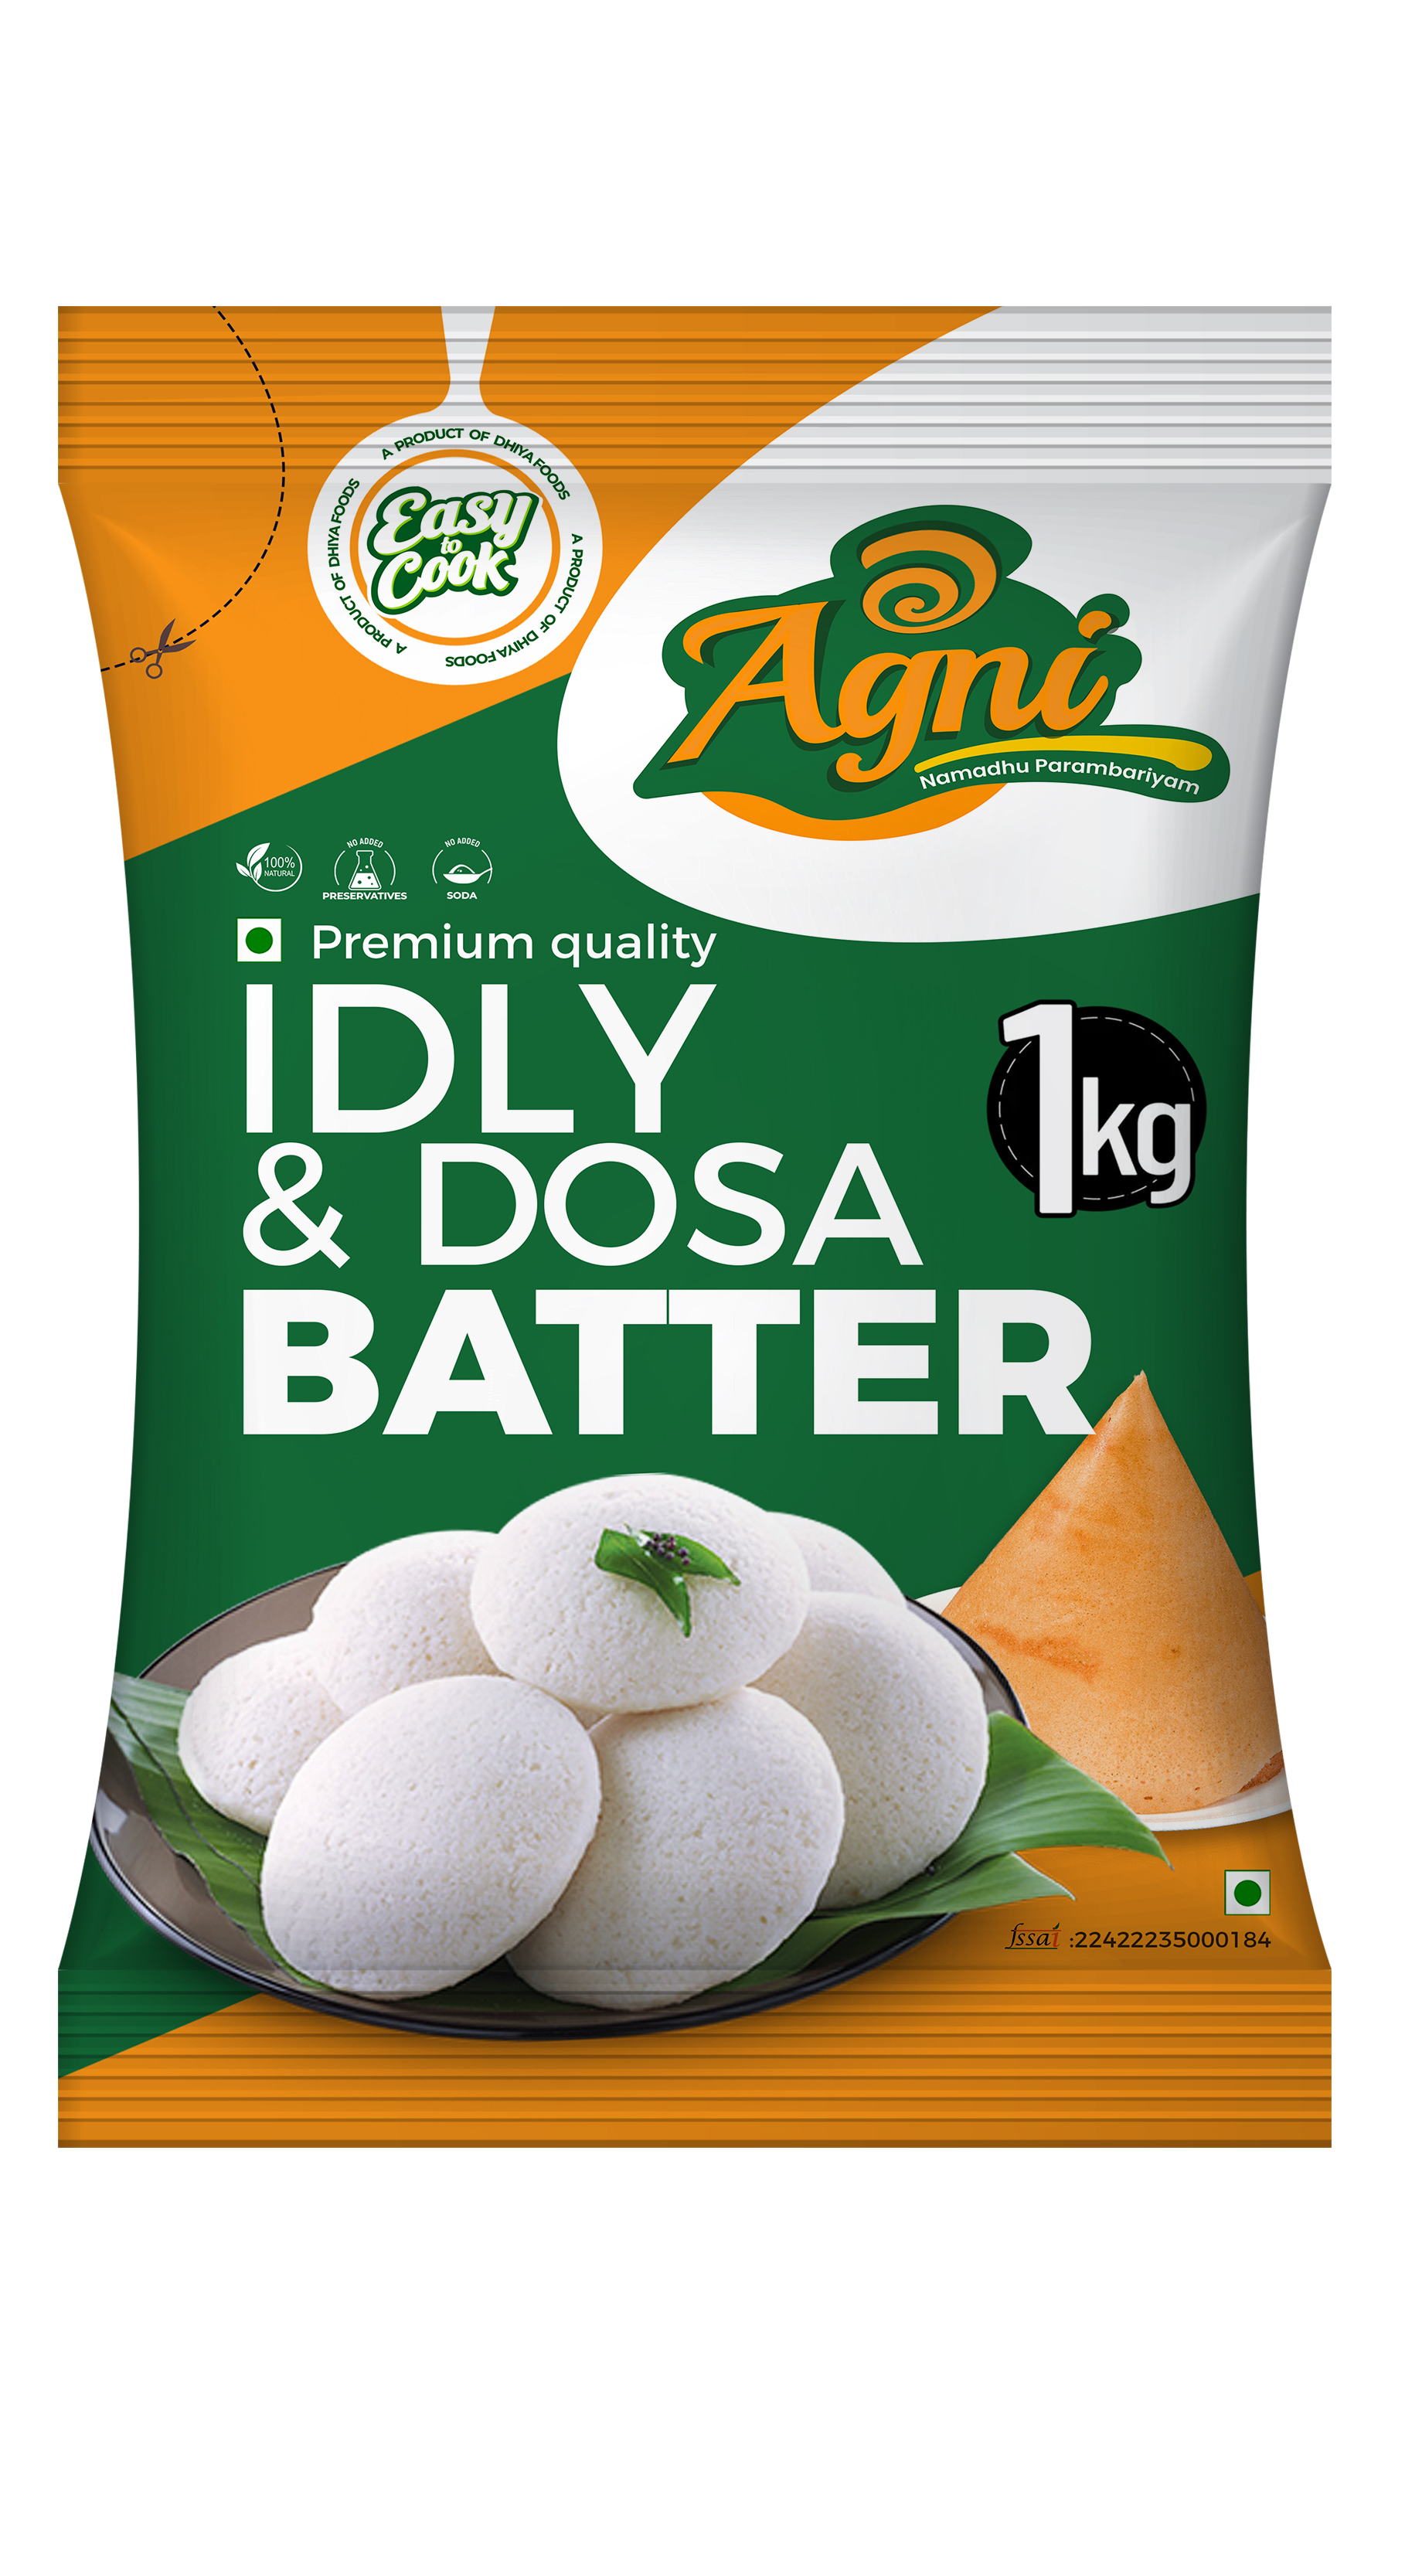 A PRODUCT OF DHIYA FOODS
A PRODUCT OF DHIYA FOODS
A PRODUCT OF DHIYA FOODS
A PRODUCT OF DHIYA FOODS
Easy
to
Cook
Agni
Namadhu Parambariyam
100%
NATURAL
NO ADDED
PRESERVATIVES
NO ADDED
SODA
Premium quality
IDLY
& DOSA
BATTER
1kg
fssai :22422235000184